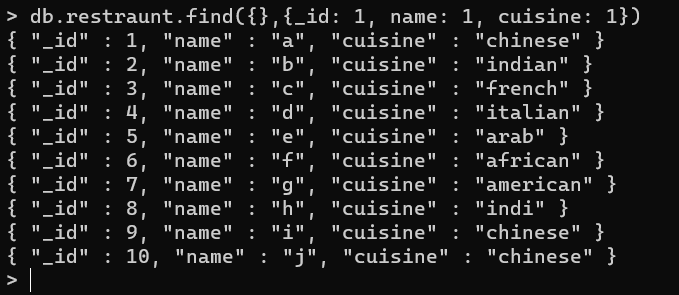 > db.restraunt.find({},{_id: 1, name: 1, cuisine: 1})
{ "_id" : 1, "name" : "a", "cuisine" : "chinese" }
{ "_id" : 2, "name" : "b", "cuisine" : "indian" }
{ "_id" : 3, "name" : "c", "cuisine" : "french" }
{ "_id" : 4, "name" : "d", "cuisine" : "italian" }
{ "_id" : 5, "name" : "e", "cuisine" : "arab" }
{ "_id" : 6, "name" : "f", "cuisine" : "african" }
{ "_id" : 7, "name" : "g", "cuisine" : "american" }
{ "_id" : 8, "name" : "h", "cuisine" : "indi" }
{ "_id" : 9, "name" : "i", "cuisine" : "chinese" }
{ "_id" : 10, "name" : "j", "cuisine" : "chinese" }
>